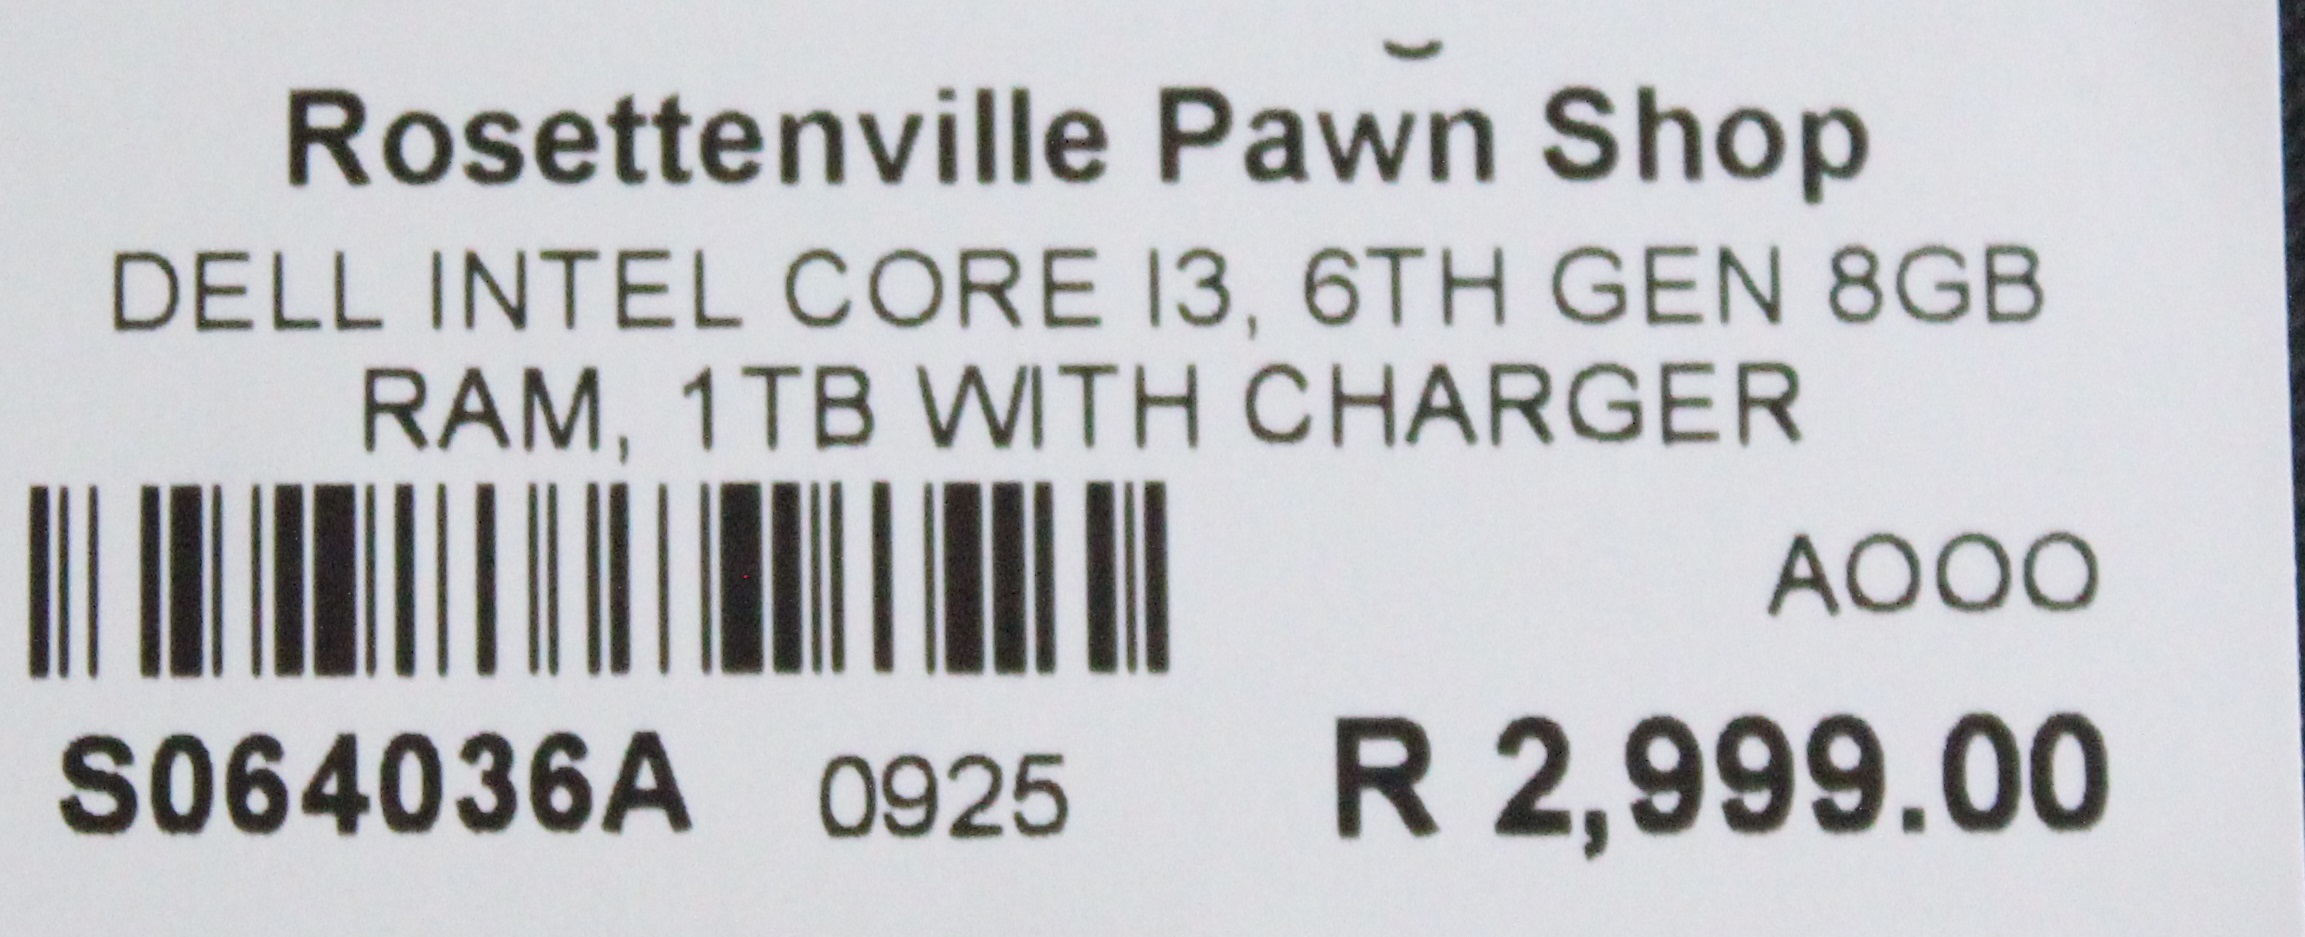 Rosettenville Pawn Shop
DELL INTEL CORE I3, 6TH GEN 8GB
RAM, 1TB WITH CHARGER
AOOO
S064036A 0925 R 2,999.00